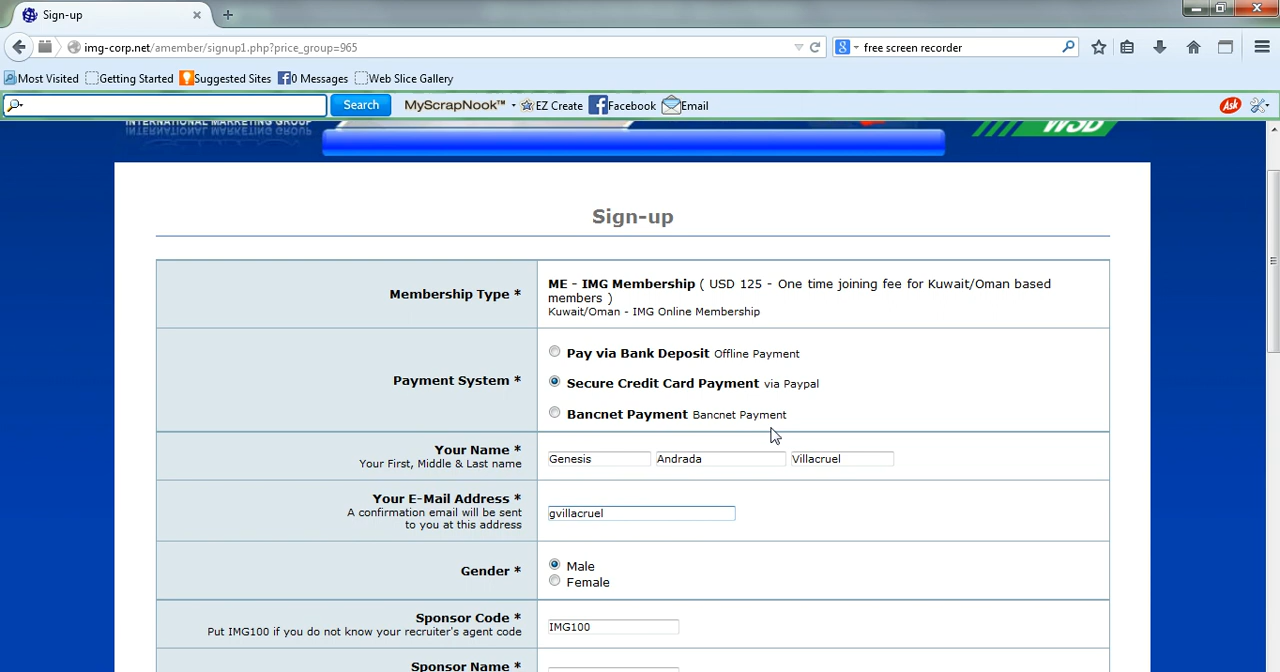 Sign-up
img-corp.net/amember/signup1.php?price_group=965
free screen recorder
Most Visited Getting Started Suggested Sites 0 Messages Web Slice Gallery
Search MyScrapNook™ EZ Create Facebook Email Ask
INTERNATIONAL MARKETING GROUP
WSB
Sign-up
Membership Type *
ME - IMG Membership ( USD 125 - One time joining fee for Kuwait/Oman based
members )
Kuwait/Oman - IMG Online Membership
Payment System *
Pay via Bank Deposit Offline Payment
Secure Credit Card Payment via Paypal
Bancnet Payment Bancnet Payment
Your Name *
Your First, Middle & Last name
Genesis Andrada Villacruel
Your E-Mail Address *
A confirmation email will be sent
to you at this address
gvillacruel
Gender *
Male
Female
Sponsor Code *
Put IMG100 if you do not know your recruiter's agent code
IMG100
Sponsor Name *